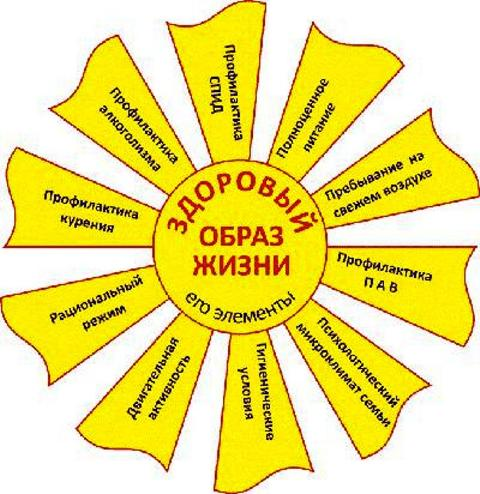 ЗДОРОВЫЙ
ОБРАЗ
ЖИЗНИ
его элементы
Профилактика
СПИД
Полноценное
питание
Пребывание на
свежем воздухе
Профилактика
П А В
Психологический
микроклимат семьи
Гигиенические
условия
Двигательная
активность
Рациональный
режим
Профилактика
курения
Профилактика
алкоголизма